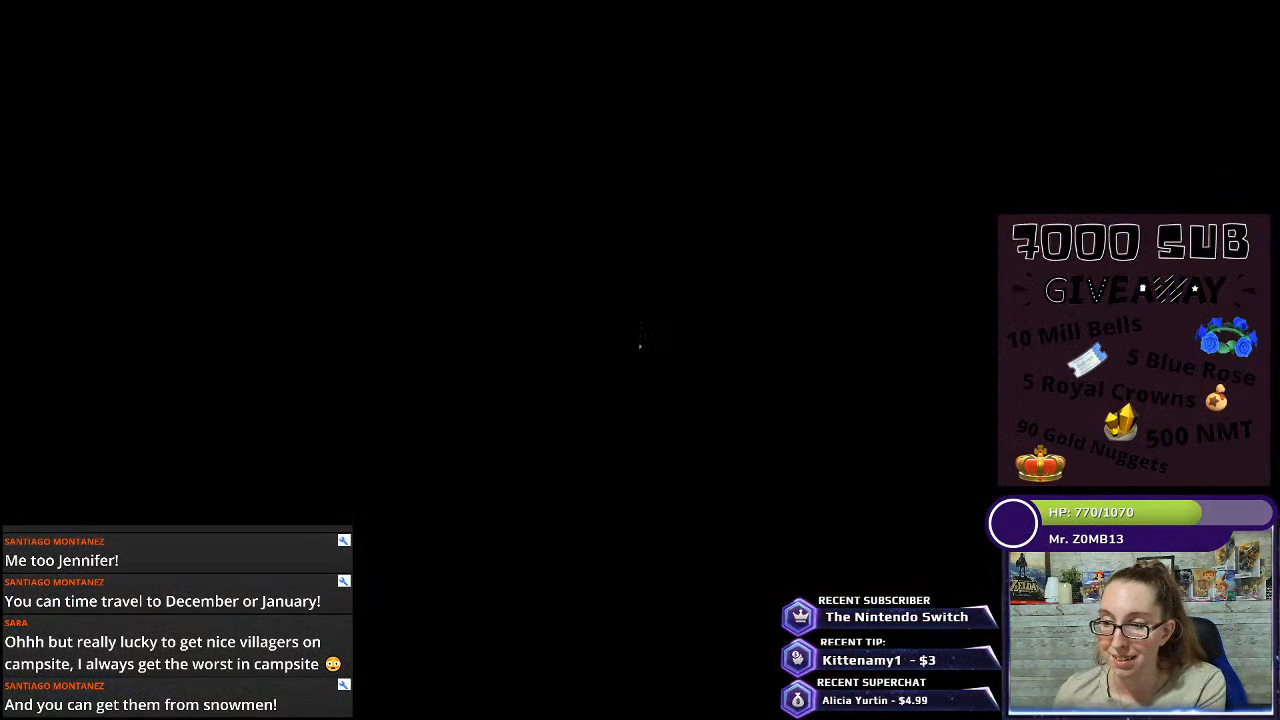 7000 SUB
GIVEAWAY
10 Mill Bells
5 Blue Rose
5 Royal Crowns
90 Gold Nuggets
500 NMT
HP: 770/1070
Mr. Z0MB13
SANTIAGO MONTANEZ
Me too Jennifer!
SANTIAGO MONTANEZ
You can time travel to December or January!
SARA
Ohhh but really lucky to get nice villagers on
campsite, I always get the worst in campsite 😳
SANTIAGO MONTANEZ
And you can get them from snowmen!
RECENT SUBSCRIBER
The Nintendo Switch
RECENT TIP:
Kittenamy1 - $3
RECENT SUPERCHAT
Alicia Yurtin - $4.99
ZELDA